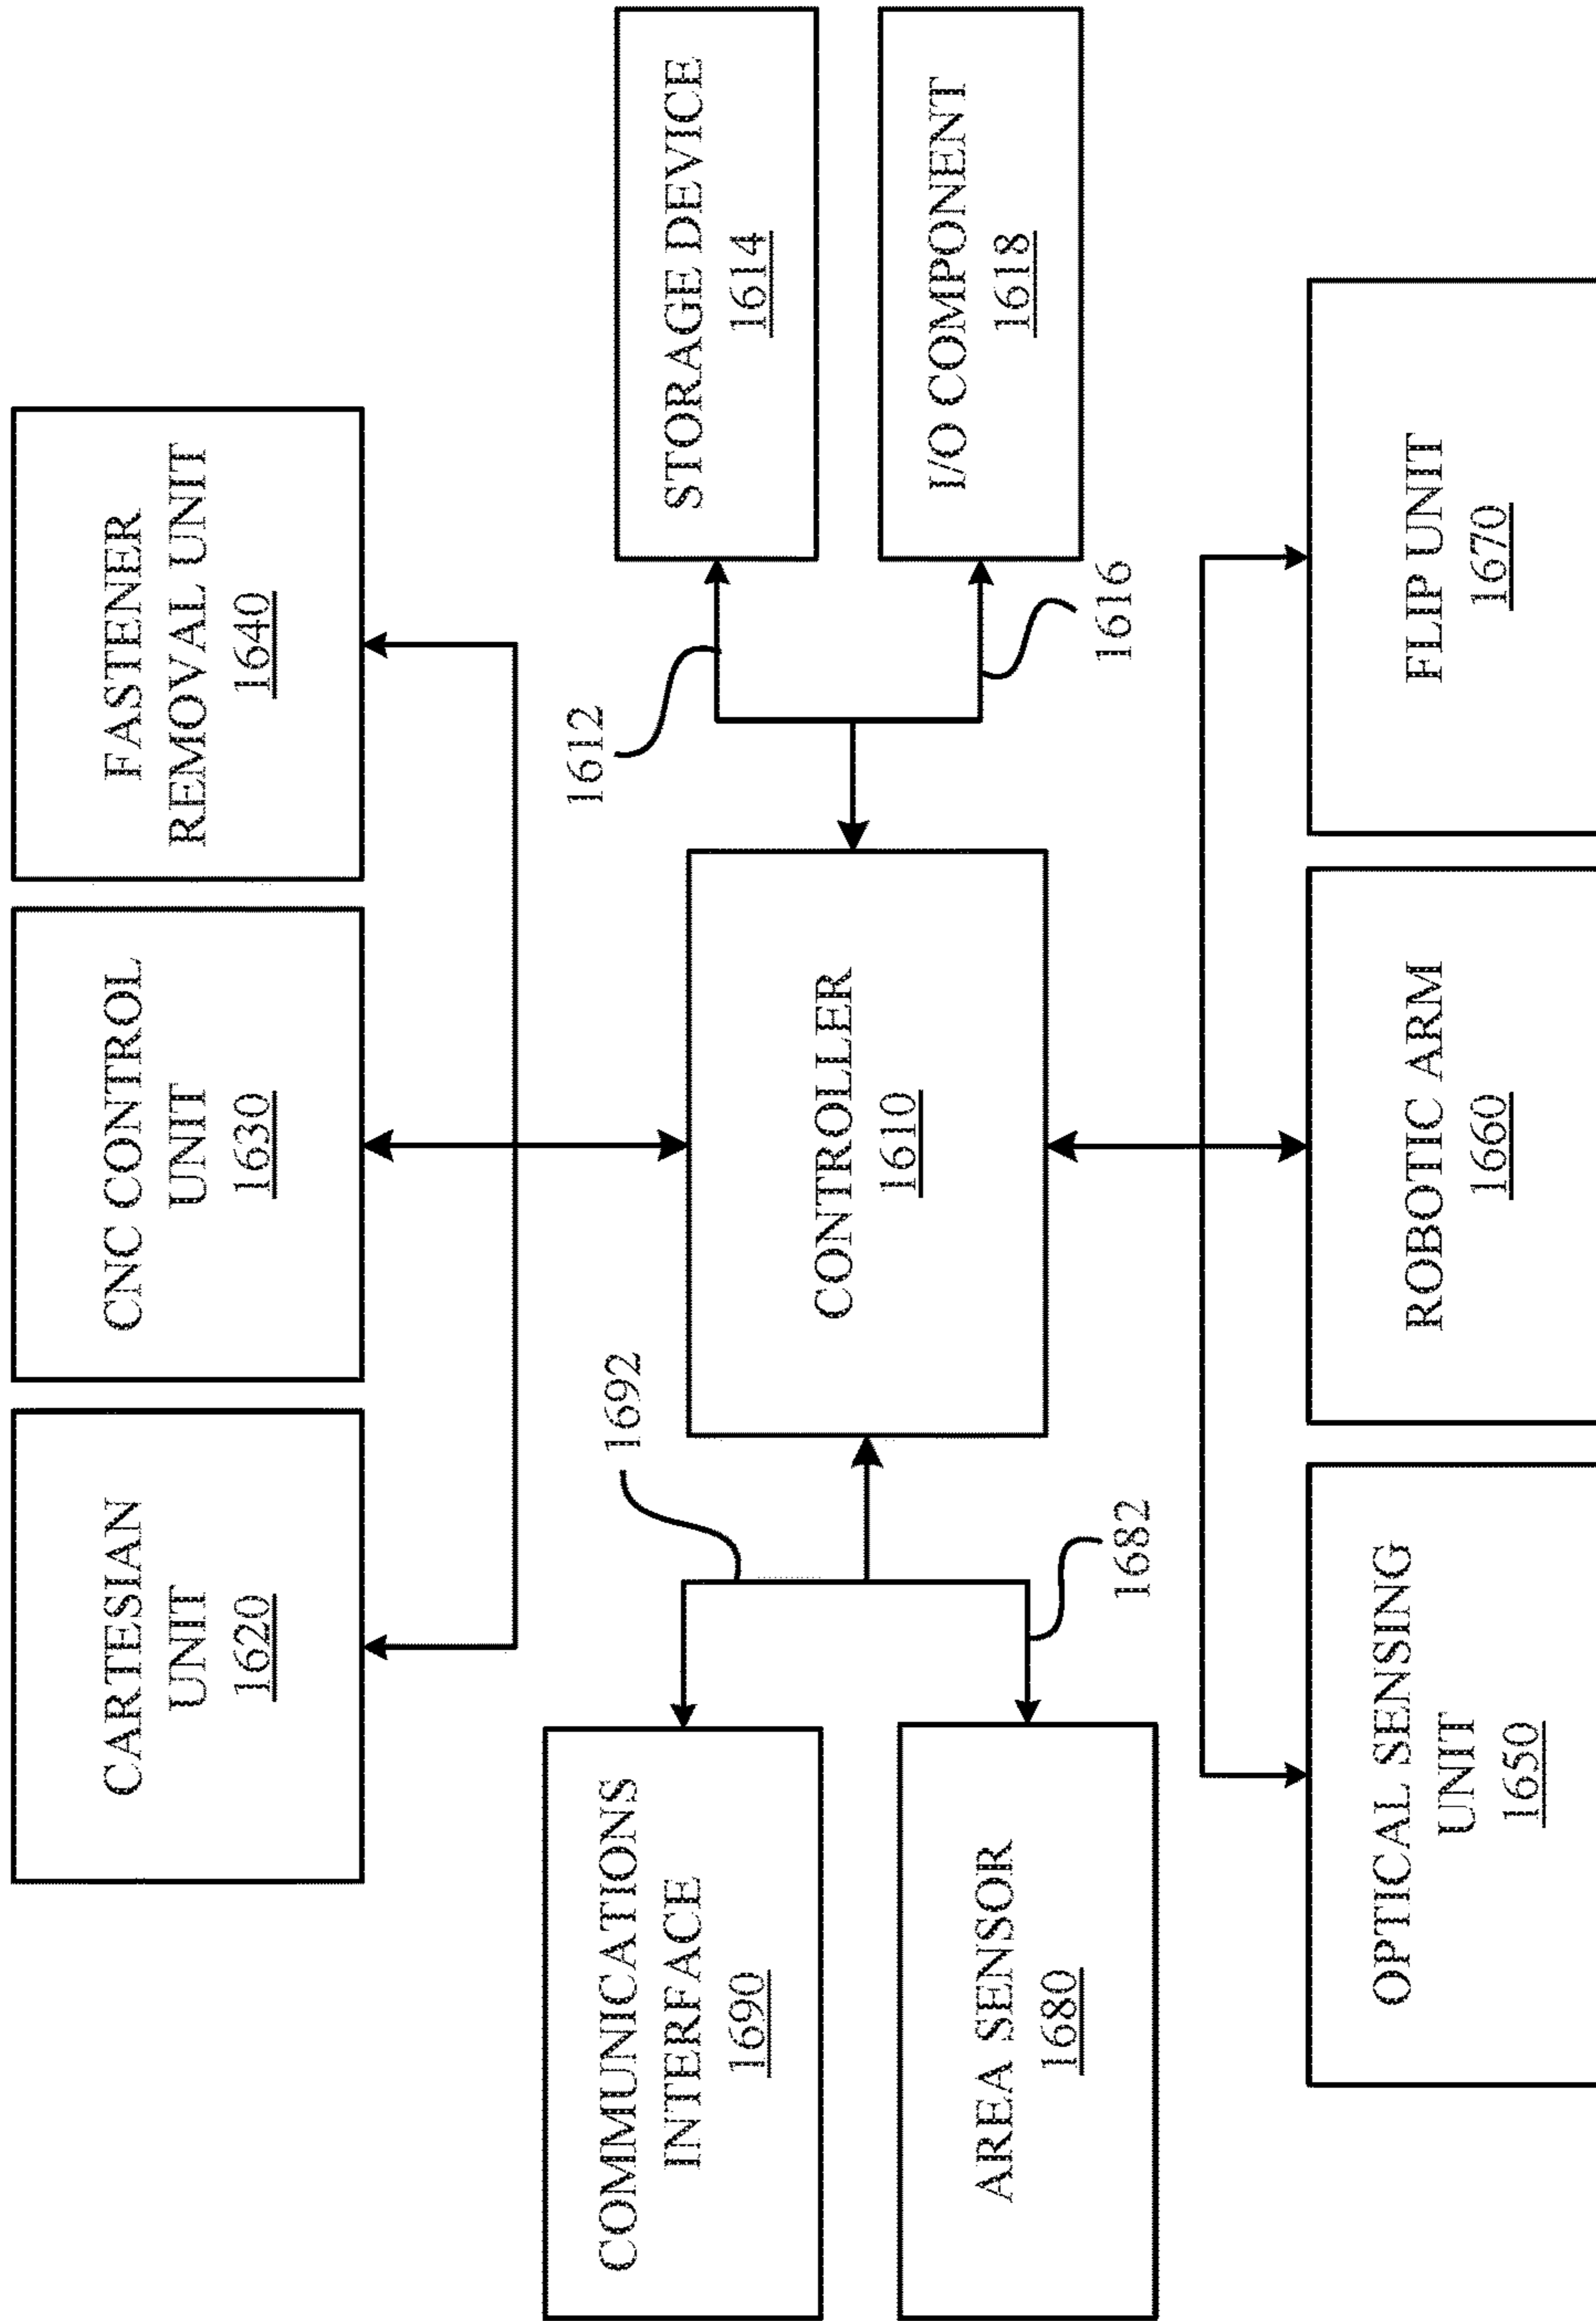 CARTESIAN
UNIT
1620
CNC CONTROL
UNIT
1630
FASTENER
REMOVAL UNIT
1640
COMMUNICATIONS
INTERFACE
1690
1692
1612
STORAGE DEVICE
1614
CONTROLLER
1610
AREA SENSOR
1680
1682
1616
I/O COMPONENT
1618
OPTICAL SENSING
UNIT
1650
ROBOTIC ARM
1660
FLIP UNIT
1670